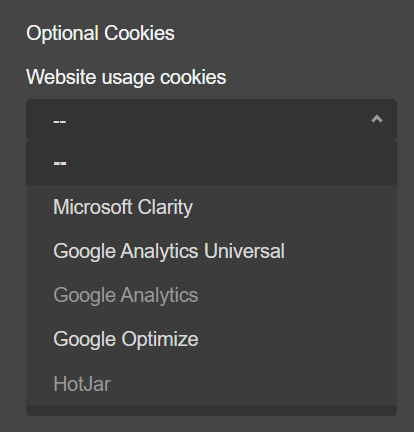 Optional Cookies
Website usage cookies
--
--
Microsoft Clarity
Google Analytics Universal
Google Analytics
Google Optimize
HotJar